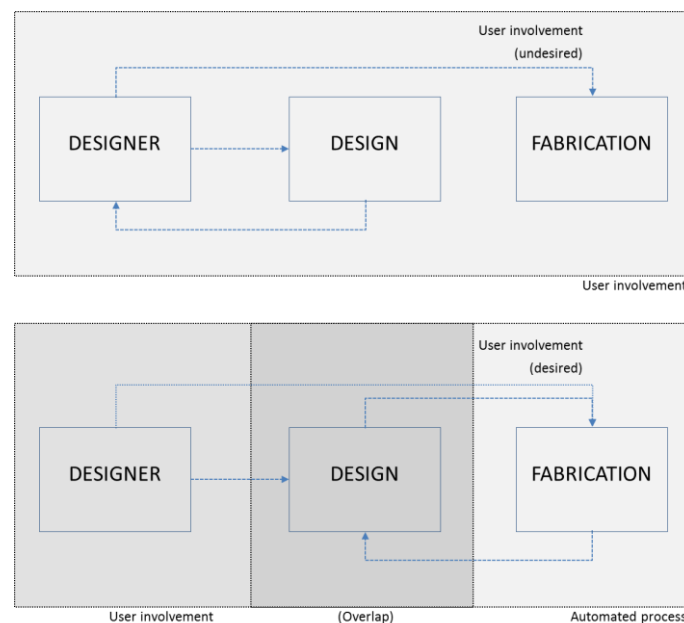 User involvement
(undesired)
DESIGNER
DESIGN
FABRICATION
User involvement
User involvement
(desired)
DESIGNER
DESIGN
FABRICATION
User involvement
(Overlap)
Automated process